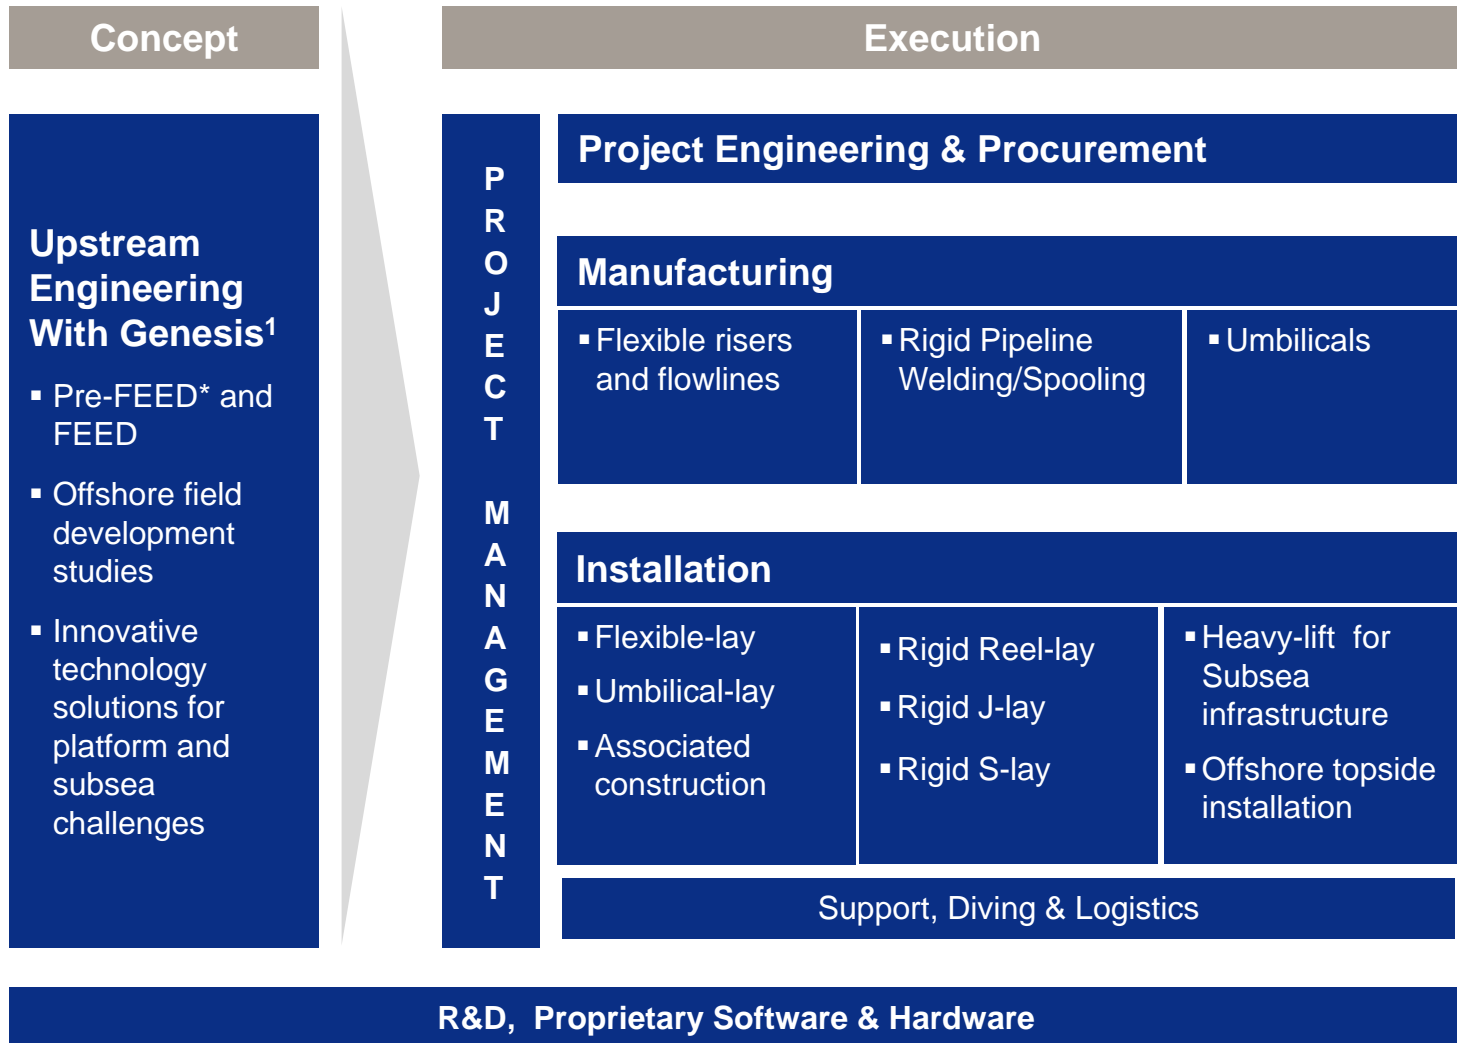 Concept
Execution
Upstream
Engineering
With Genesis¹
▪ Pre-FEED* and
FEED
▪ Offshore field
development
studies
▪ Innovative
technology
solutions for
platform and
subsea
challenges
PROJECT MANAGEMENT
Project Engineering & Procurement
Manufacturing
▪ Flexible risers
and flowlines
▪ Rigid Pipeline
Welding/Spooling
▪ Umbilicals
Installation
▪ Flexible-lay
▪ Umbilical-lay
▪ Associated
construction
▪ Rigid Reel-lay
▪ Rigid J-lay
▪ Rigid S-lay
▪ Heavy-lift for
Subsea
infrastructure
▪ Offshore topside
installation
Support, Diving & Logistics
R&D, Proprietary Software & Hardware